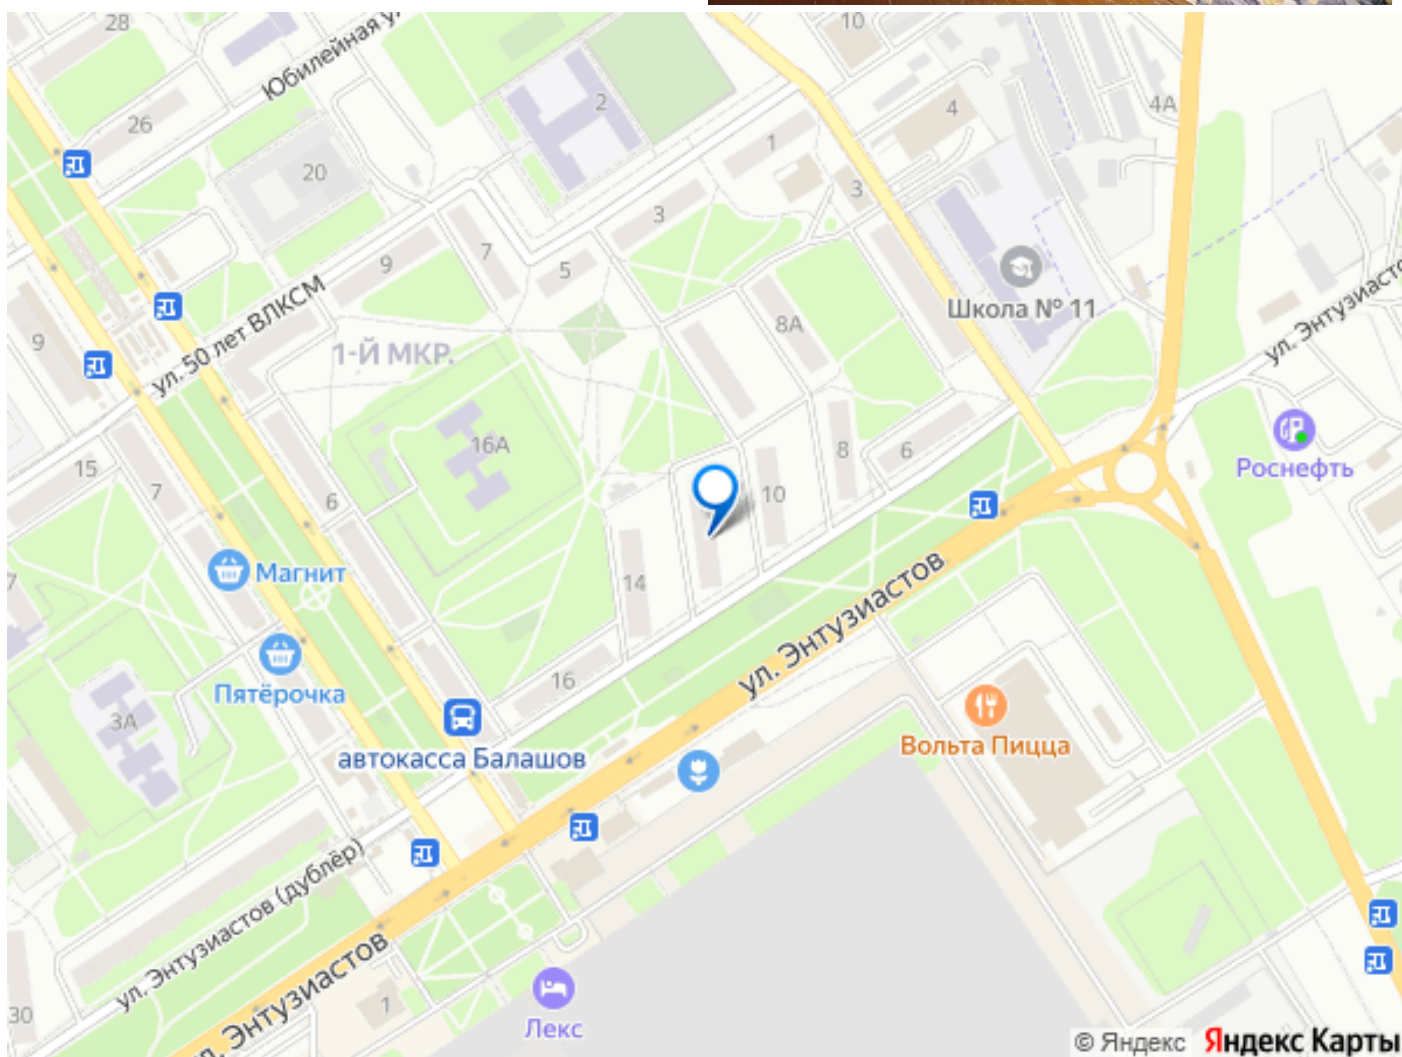 28
10
Юбилейная у
2
4
4А
26
1
20
3
3
7
9
5
Школа № 11
8А
ул. Энтузиасто
9
1-Й МКР.
ул. 50 лет ВЛКСМ
16А
8
6
Роснефть
15
7
6
10
Магнит
7
14
ул. Энтузиастов
16
Пятёрочка
3А
Вольта Пицца
автокасса Балашов
ул. Энтузиастов (дублёр)
л. Энтузиастов
30
1
Лекс
© Яндекс Яндекс Карты